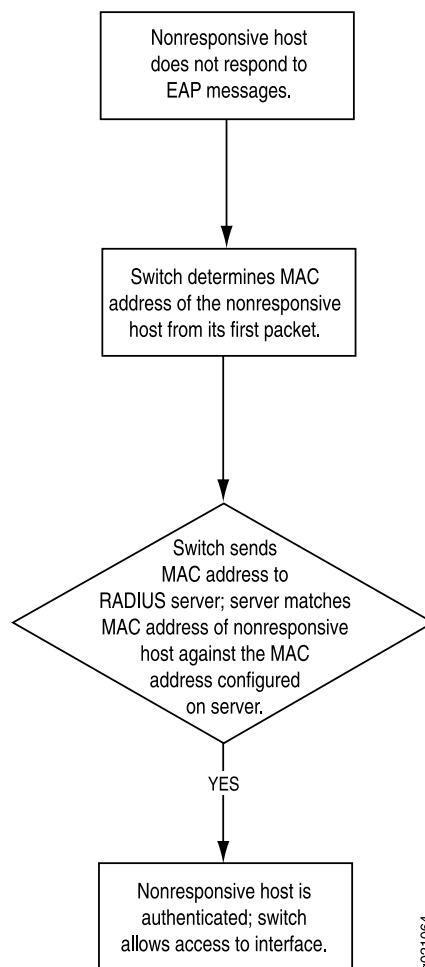 Nonresponsive host
does not respond to
EAP messages.
Switch determines MAC
address of the nonresponsive
host from its first packet.
Switch sends
MAC address to
RADIUS server; server matches
MAC address of nonresponsive
host against the MAC
address configured
on server.
YES
Nonresponsive host is
authenticated; switch
allows access to interface.
g021064